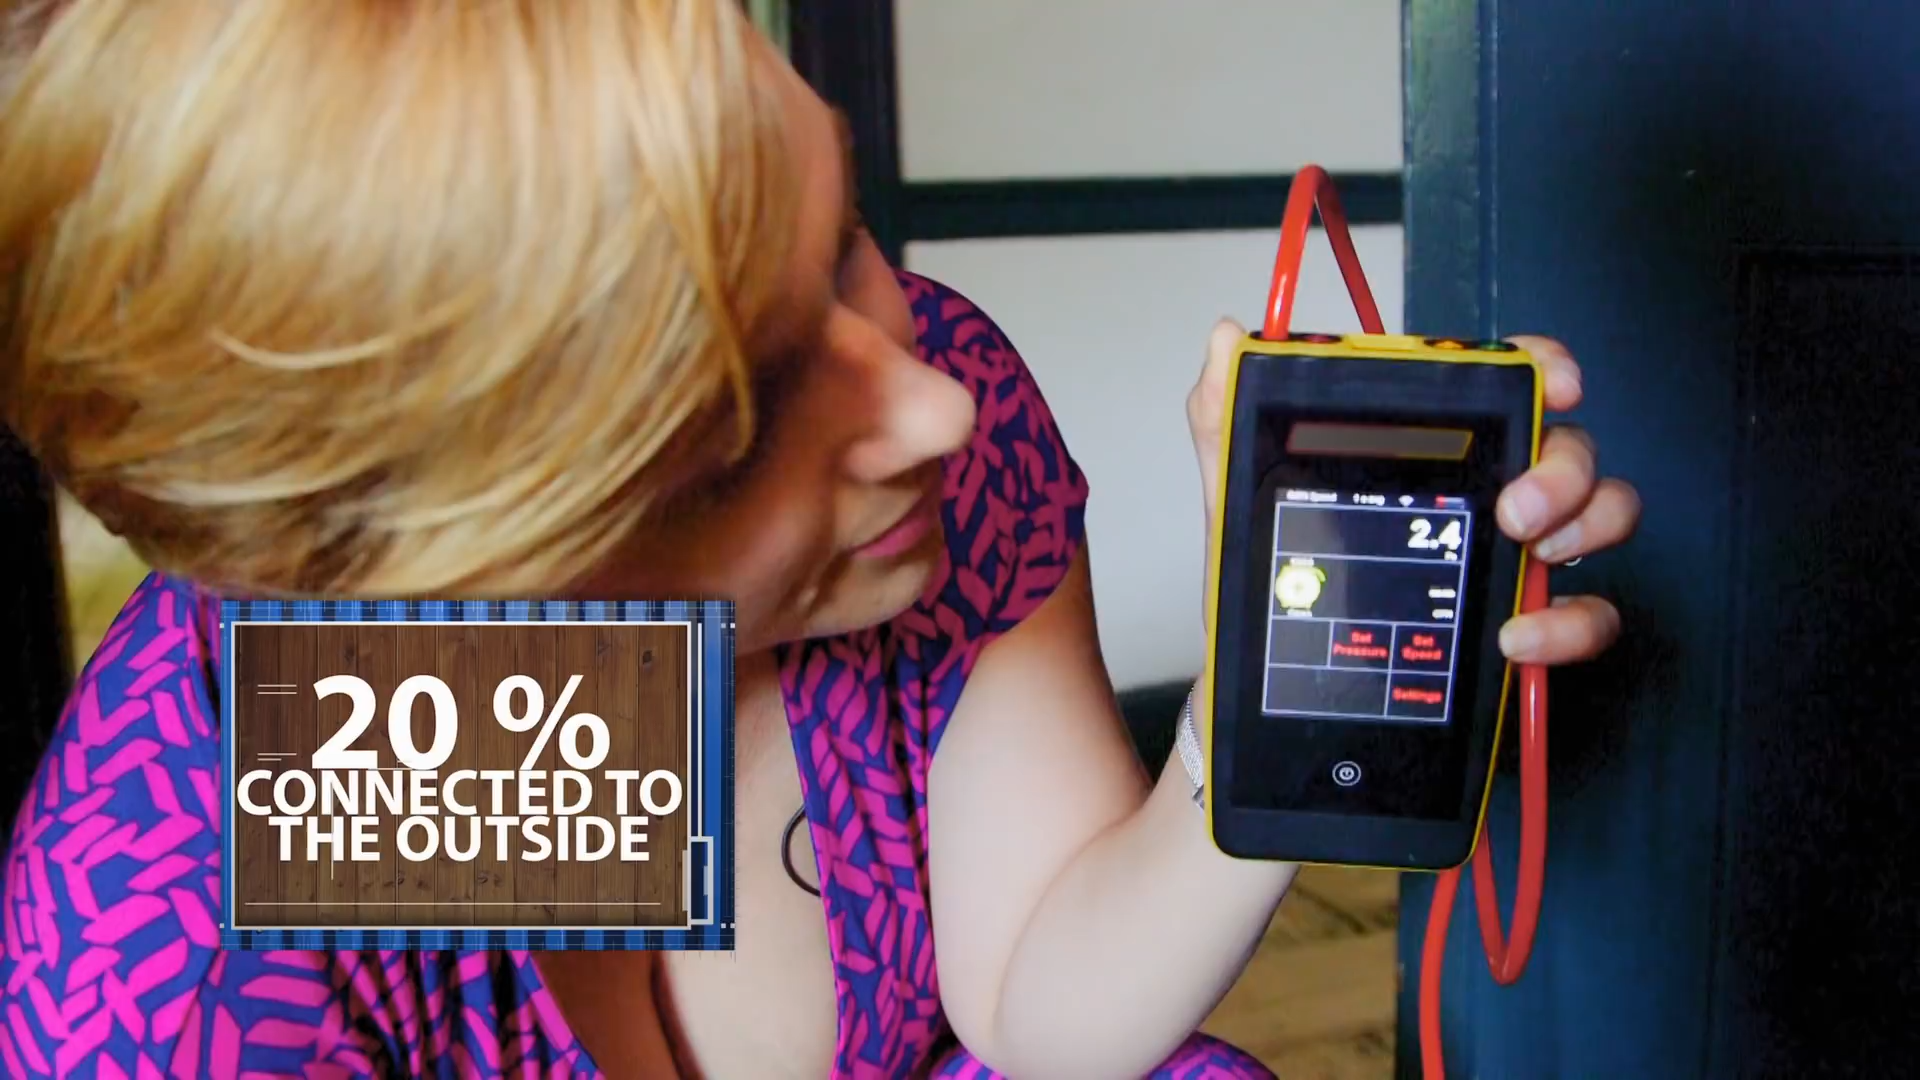 20 %
CONNECTED TO
THE OUTSIDE
2.4
Set
Pressure
Set
Speed
Settings